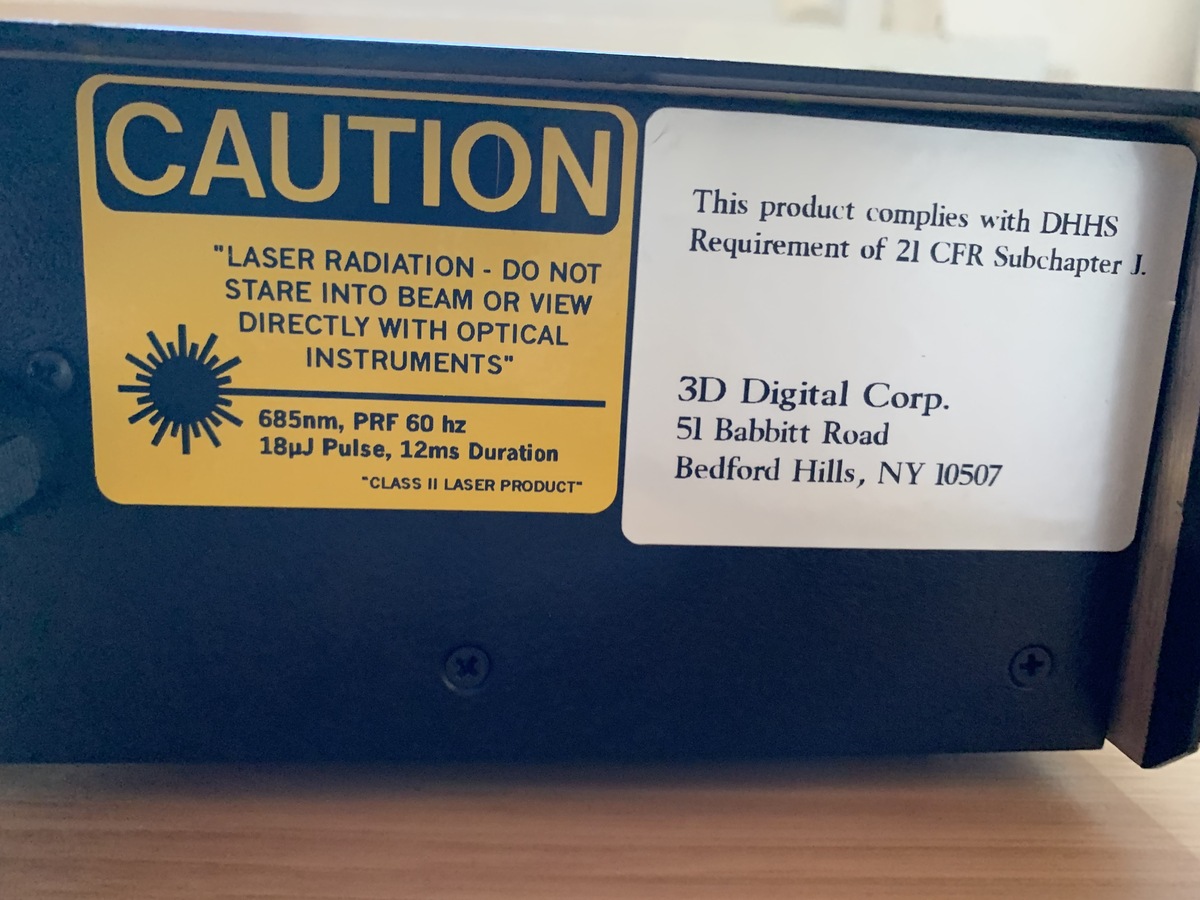 CAUTION
"LASER RADIATION - DO NOT
STARE INTO BEAM OR VIEW
DIRECTLY WITH OPTICAL
INSTRUMENTS"
685nm, PRF 60 hz
18µJ Pulse, 12ms Duration
"CLASS II LASER PRODUCT"
This product complies with DHHS
Requirement of 21 CFR Subchapter J.
3D Digital Corp.
51 Babbitt Road
Bedford Hills, NY 10507